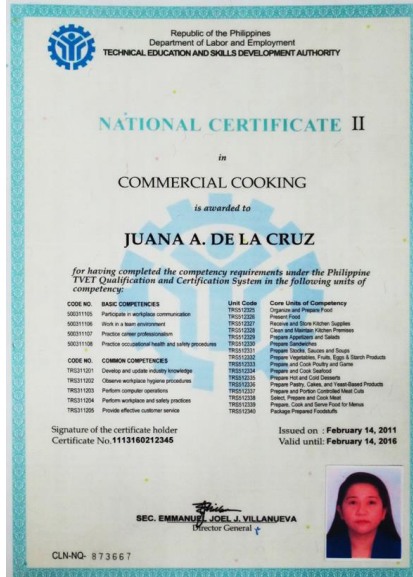 Republic of the Philippines
Department of Labor and Employment
TECHNICAL EDUCATION AND SKILLS DEVELOPMENT AUTHORITY
NATIONAL CERTIFICATE II
in
COMMERCIAL COOKING
is awarded to
JUANA A. DE LA CRUZ
for having completed the competency requirements under the Philippine
TVET Qualification and Certification System in the following units of
competency:
CODE NO. BASIC COMPETENCIES
500311105 Participate in workplace communication
500311106 Work in a team environment
500311107 Practice career professionalism
500311108 Practice occupational health and safety procedures
CODE NO. COMMON COMPETENCIES
TRS311201 Develop and update industry knowledge
TRS311202 Observe workplace hygiene procedures
TRS311203 Perform computer operations
TRS311204 Perform workplace and safety practices
TRS311205 Provide effective customer service
Unit Code Core Units of Competency
TRS512325 Organize and Prepare Food
TRS512326 Present Food
TRS512327 Receive and Store Kitchen Supplies
TRS512328 Clean and Maintain Kitchen Premises
TRS512329 Prepare Appetizers and Salads
TRS512330 Prepare Sandwiches
TRS512331 Prepare Stocks, Sauces and Soups
TRS512332 Prepare Vegetables, Fruits, Eggs & Starch Products
TRS512333 Prepare and Cook Poultry and Game
TRS512334 Prepare and Cook Seafood
TRS512335 Prepare Hot and Cold Desserts
TRS512336 Prepare Pastry, Cakes, and Yeast-Based Products
TRS512337 Prepare and Portion Controlled Meat Cuts
TRS512338 Select, Prepare and Cook Meat
TRS512339 Prepare, Cook and Serve Food for Menus
TRS512340 Package Prepared Foodstuffs
Signature of the certificate holder
Certificate No. 1113160212345
Issued on : February 14, 2011
Valid until: February 14, 2016
SEC. EMMANUEL JOEL J. VILLANUEVA
Director General
CLN-NQ- 873667